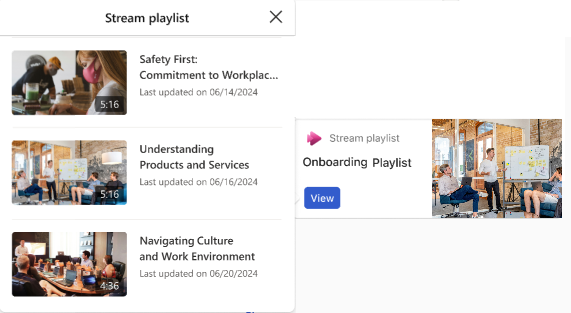 Stream playlist
Safety First:
Commitment to Workplac...
Last updated on 06/14/2024
5:16
Understanding
Products and Services
Last updated on 06/16/2024
5:16
Navigating Culture
and Work Environment
Last updated on 06/20/2024
4:36
Stream playlist
Onboarding Playlist
View